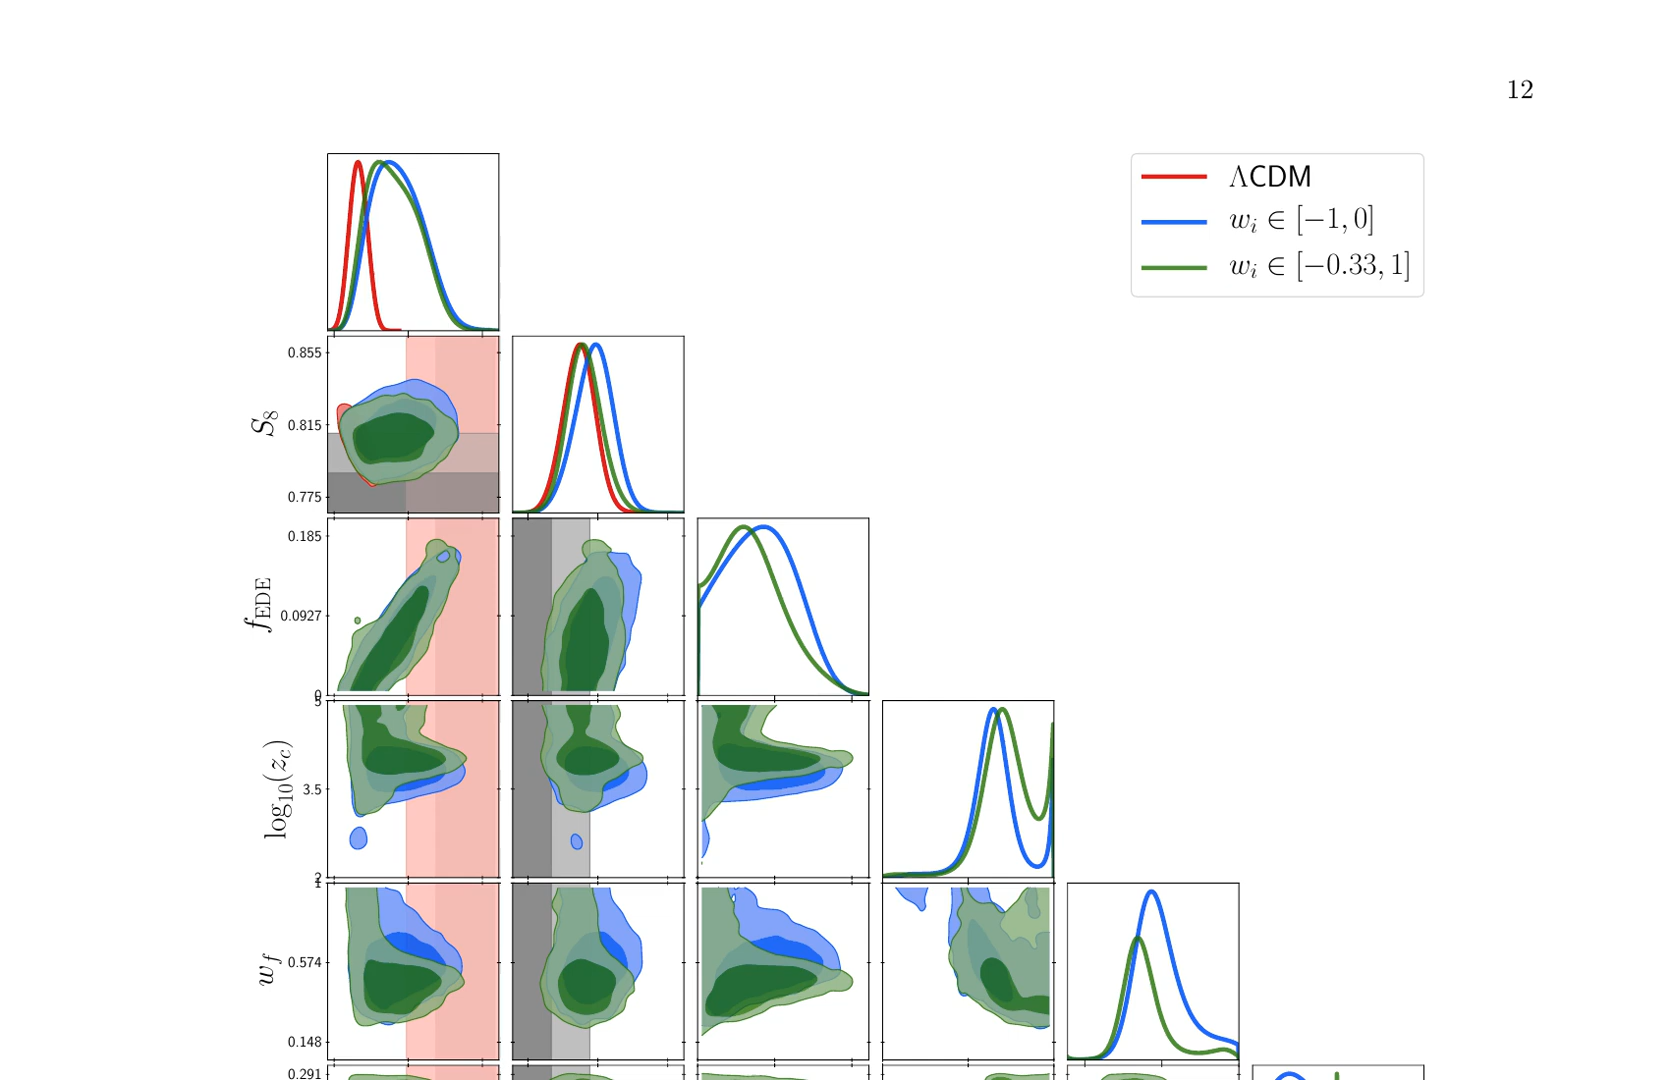 12
ΛCDM
w_i ∈ [−1, 0]
w_i ∈ [−0.33, 1]
0.855
S_8
0.815
0.775
0.185
f_EDE
0.0927
0
5
log_10(z_c)
3.5
2
1
w_f
0.574
0.148
0.291